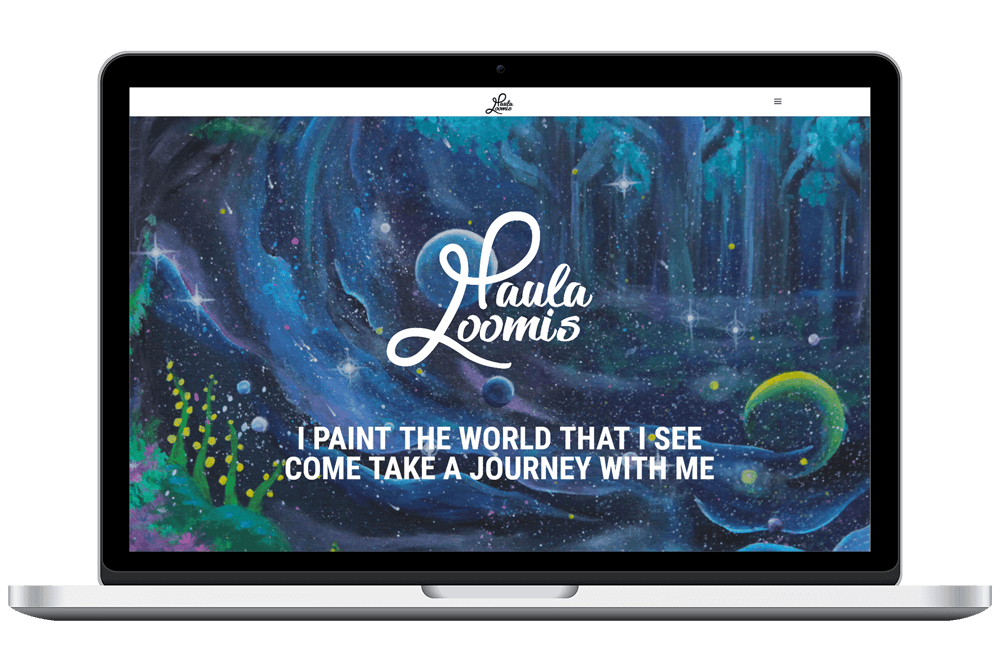 Paula
Loomis
Paula
Loomis
I PAINT THE WORLD THAT I SEE
COME TAKE A JOURNEY WITH ME